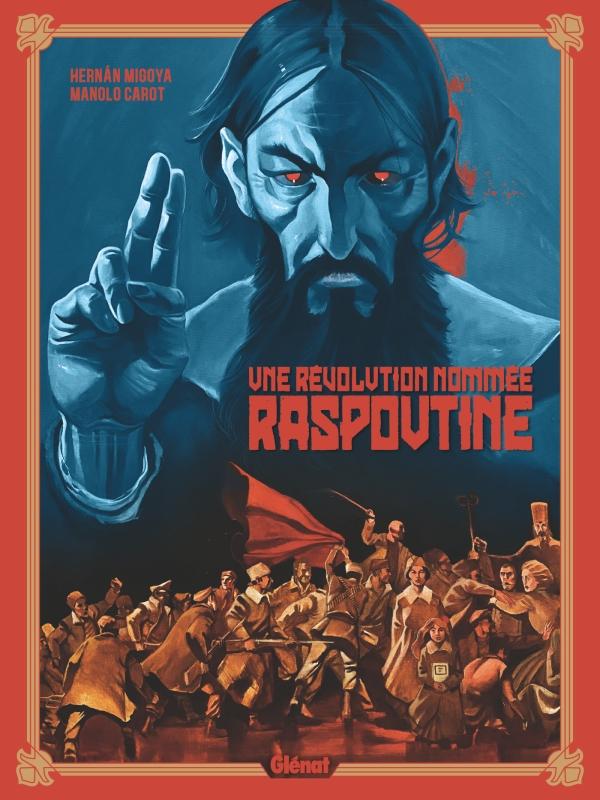 HERNÁN MIGOYA
MANOLO CAROT
UNE RÉVOLUTION NOMMÉE
RASPOUTINE
Glénat